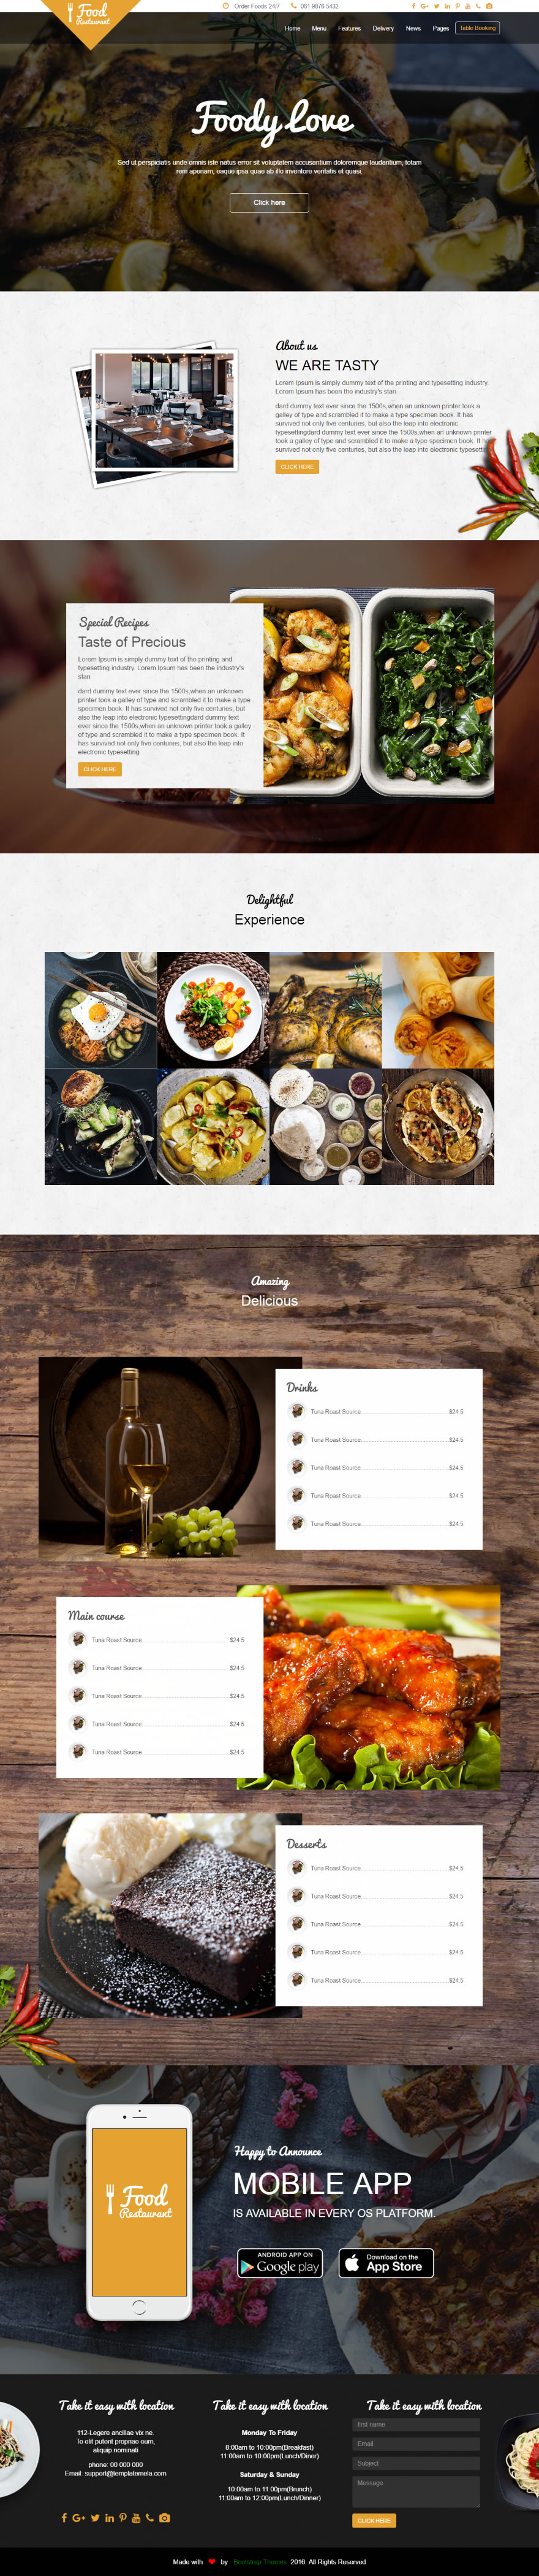 Food
Restaurant
Order Foods 24/7
061 9876 5432
Home Menu Features Delivery News Pages Table Booking
Foody Love
Sed ut perspiciatis unde omnis iste natus error sit voluptatem accusantium doloremque laudantium, totam
rem aperiam, eaque ipsa quae ab illo inventore veritatis et quasi.
Click here
About us
WE ARE TASTY
Lorem Ipsum is simply dummy text of the printing and typesetting industry.
Lorem Ipsum has been the industry's stan
dard dummy text ever since the 1500s,when an unknown printer took a
galley of type and scrambled it to make a type specimen book. It has
survived not only five centuries, but also the leap into electronic
typesettingdard dummy text ever since the 1500s,when an unknown printer
took a galley of type and scrambled it to make a type specimen book. It has
survived not only five centuries, but also the leap into electronic typesetting
CLICK HERE
Special Recipes
Taste of Precious
Lorem Ipsum is simply dummy text of the printing and
typesetting industry. Lorem Ipsum has been the industry's
stan
dard dummy text ever since the 1500s,when an unknown
printer took a galley of type and scrambled it to make a type
specimen book. It has survived not only five centuries, but
also the leap into electronic typesettingdard dummy text
ever since the 1500s,when an unknown printer took a galley
of type and scrambled it to make a type specimen book. It
has survived not only five centuries, but also the leap into
electronic typesetting
CLICK HERE
Delightful
Experience
Amazing
Delicious
Drinks
Tuna Roast Source $24.5
Tuna Roast Source $24.5
Tuna Roast Source $24.5
Tuna Roast Source $24.5
Tuna Roast Source $24.5
Main course
Tuna Roast Source $24.5
Tuna Roast Source $24.5
Tuna Roast Source $24.5
Tuna Roast Source $24.5
Tuna Roast Source $24.5
Desserts
Tuna Roast Source $24.5
Tuna Roast Source $24.5
Tuna Roast Source $24.5
Tuna Roast Source $24.5
Tuna Roast Source $24.5
Food
Restaurant
Happy to Announce
MOBILE APP
IS AVAILABLE IN EVERY OS PLATFORM.
ANDROID APP ON
Google play
Download on the
App Store
Take it easy with location
112-Legere ancillae vix ne.
Te elit putent propriae eum,
aliquip nominati
phone: 00 000 000
Email: support@templatemela.com
Take it easy with location
Monday To Friday
8:00am to 10:00pm(Breakfast)
11:00am to 10:00pm(Lunch/Diner)
Saturday & Sunday
10:00am to 11:00pm(Brunch)
11:00am to 12:00pm(Lunch/Dinner)
Take it easy with location
first name
Email
Subject
Message
CLICK HERE
Made with by Bootstrap Themes 2016. All Rights Reserved